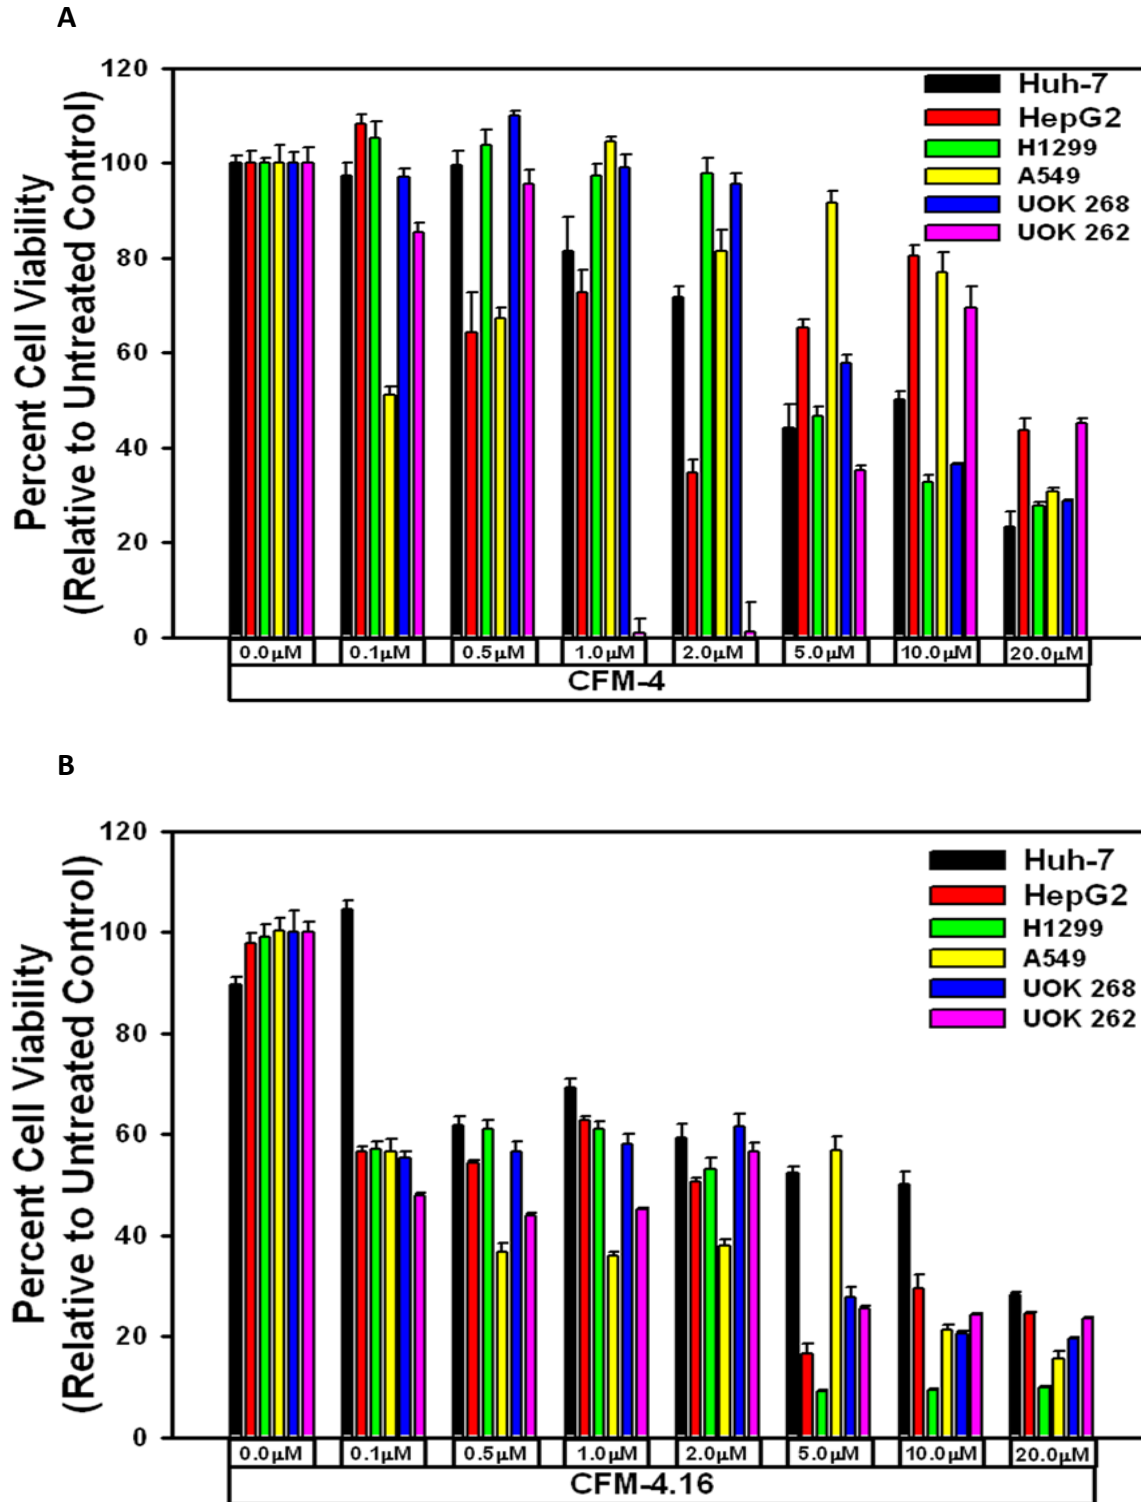 A
120
100
80
60
40
20
0
Percent Cell Viability
(Relative to Untreated Control)
Huh-7
HepG2
H1299
A549
UOK 268
UOK 262
0.0µM 0.1µM 0.5µM 1.0µM 2.0µM 5.0µM 10.0µM 20.0µM
CFM-4
B
120
100
80
60
40
20
0
Percent Cell Viability
(Relative to Untreated Control)
Huh-7
HepG2
H1299
A549
UOK 268
UOK 262
0.0µM 0.1µM 0.5µM 1.0µM 2.0µM 5.0µM 10.0µM 20.0µM
CFM-4.16